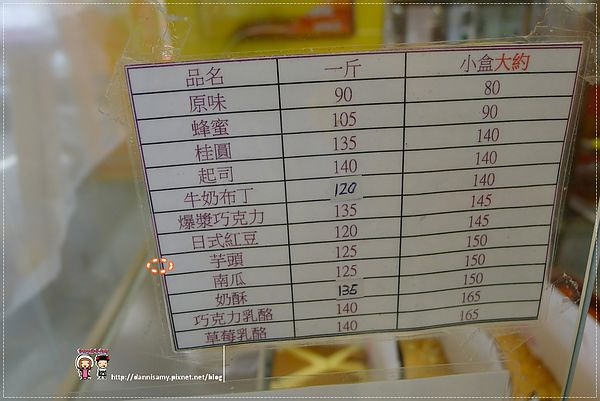 品名 一斤 小盒大約
原味 90 80
蜂蜜 105 90
桂圓 135 140
起司 140 140
牛奶布丁 120 140
爆漿巧克力 135 145
日式紅豆 120 145
芋頭 125 150
南瓜 125 150
奶酥 135 150
巧克力乳酪 140 165
草莓乳酪 140 165
http://dannisamy.pixnet.net/blog